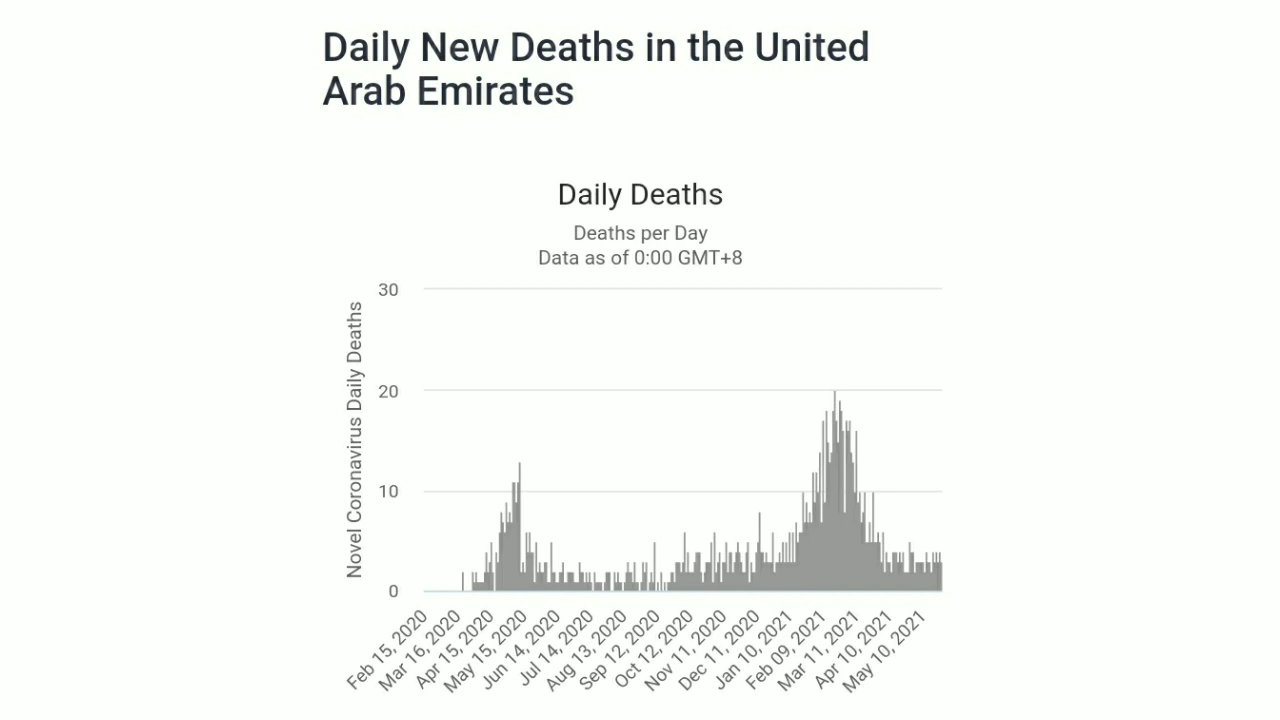 Daily New Deaths in the United
Arab Emirates
Daily Deaths
Deaths per Day
Data as of 0:00 GMT+8
Novel Coronavirus Daily Deaths
30
20
10
0
Feb 15, 2020
Mar 16, 2020
Apr 15, 2020
May 15, 2020
Jun 14, 2020
Jul 14, 2020
Aug 13, 2020
Sep 12, 2020
Oct 12, 2020
Nov 11, 2020
Dec 11, 2020
Jan 10, 2021
Feb 09, 2021
Mar 11, 2021
Apr 10, 2021
May 10, 2021